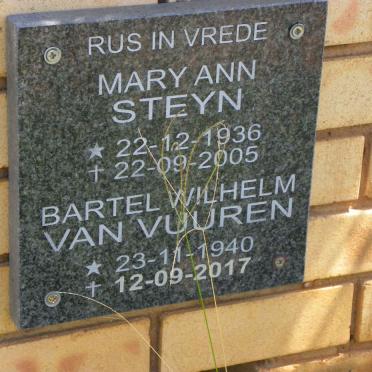 RUS IN VREDE
MARY ANN
STEYN
★ 22-12-1936
✝ 22-09-2005
BARTEL WILHELM
VAN VUUREN
★ 23-11-1940
✝ 12-09-2017